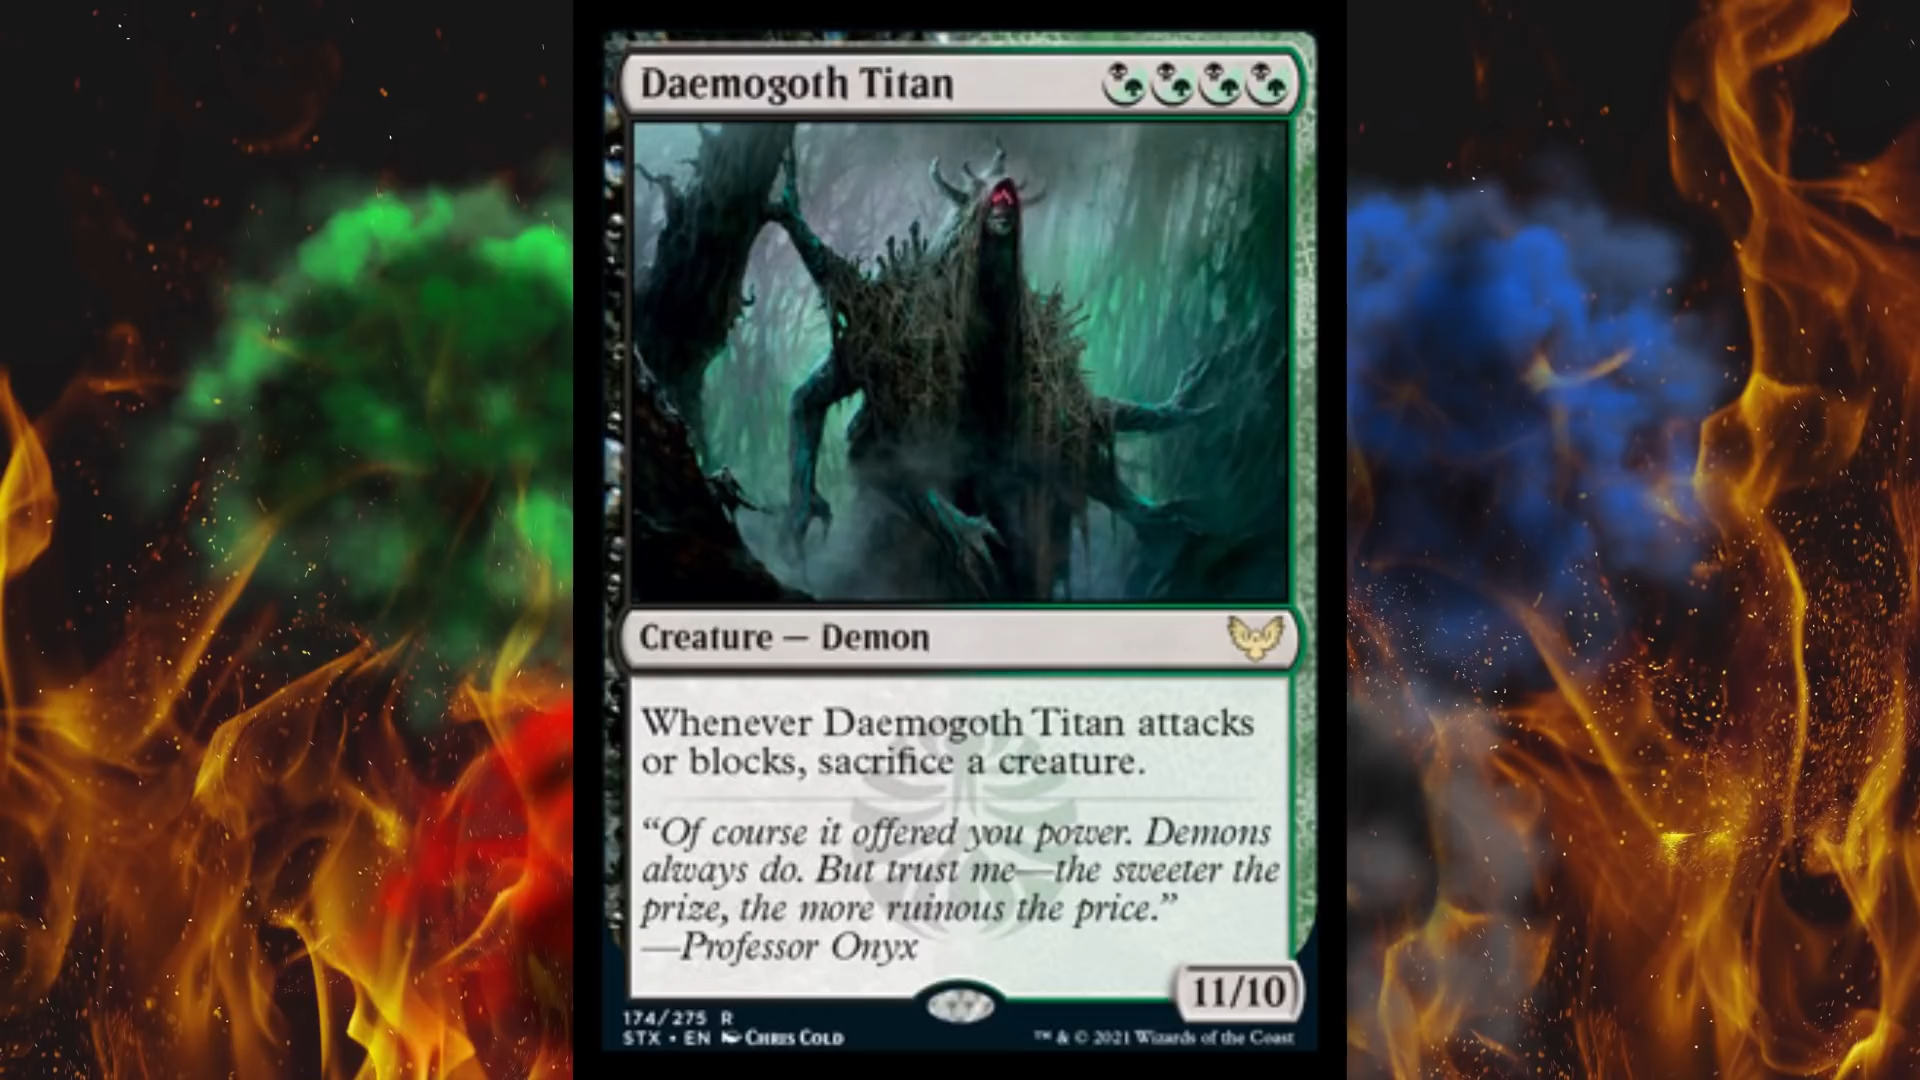 Daemogoth Titan
Creature — Demon
Whenever Daemogoth Titan attacks
or blocks, sacrifice a creature.
“Of course it offered you power. Demons
always do. But trust me—the sweeter the
prize, the more ruinous the price.”
—Professor Onyx
11/10
174/275 R
STX • EN Chris Cold
™ & © 2021 Wizards of the Coast